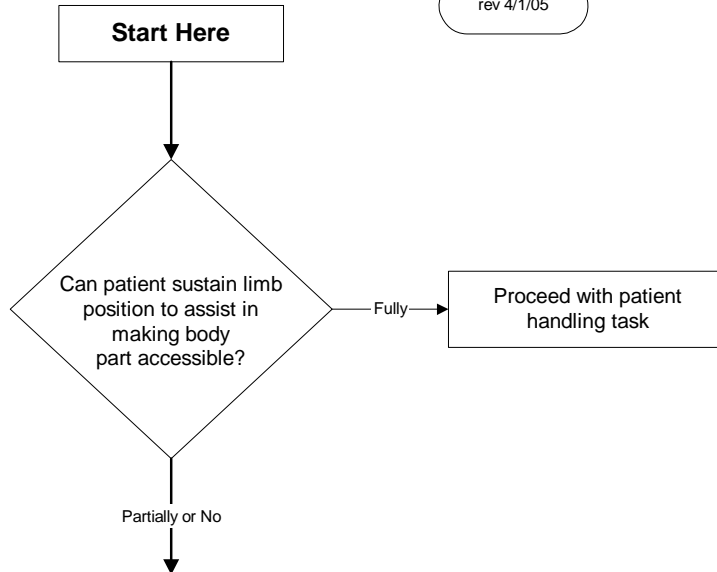 rev 4/1/05
Start Here
Can patient sustain limb
position to assist in
making body
part accessible?
Fully
Proceed with patient
handling task
Partially or No